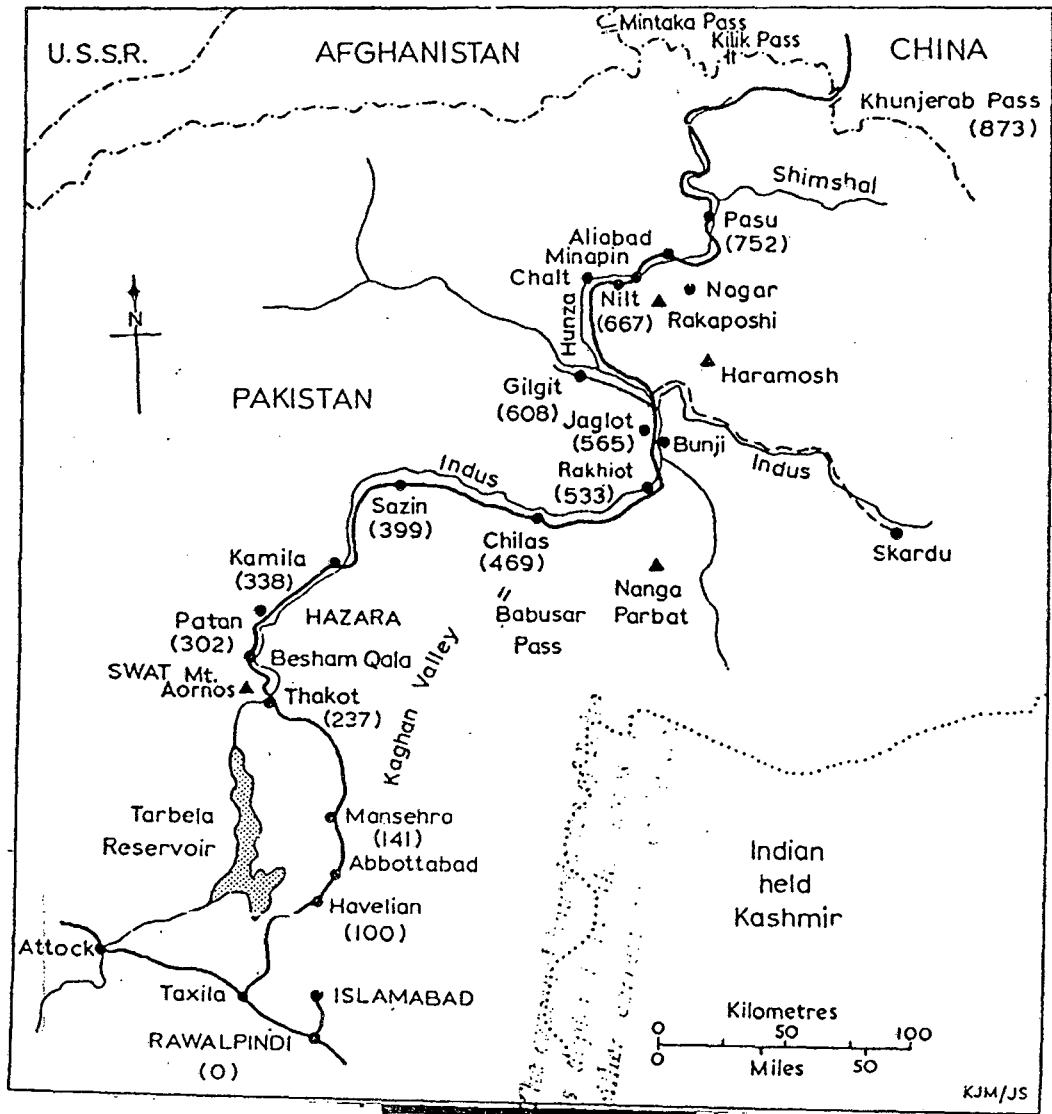 Mintaka Pass
Kilik Pass
U.S.S.R.
AFGHANISTAN
CHINA
Khunjerab Pass
(873)
Shimshal
Pasu
(752)
Aliabad
Minapin
Chalt
Nilt
(667)
Nagar
Rakaposhi
Hunza
N
Haramosh
PAKISTAN
Gilgit
(608)
Jaglot
(565)
Bunji
Indus
Indus
Rakhiot
(533)
Sazin
(399)
Chilas
(469)
Skardu
Kamila
(338)
Nanga
Parbat
Babusar
Pass
HAZARA
Patan
(302)
Besham Qala
SWAT Mt.
Aornos
Thakot
(237)
Kaghan Valley
Tarbela
Reservoir
Mansehra
(141)
Abbottabad
Indian
held
Kashmir
Havelian
(100)
Attock
Taxila
ISLAMABAD
RAWALPINDI
(0)
Kilometres
0 50 100
0 50
Miles
KJM/JS